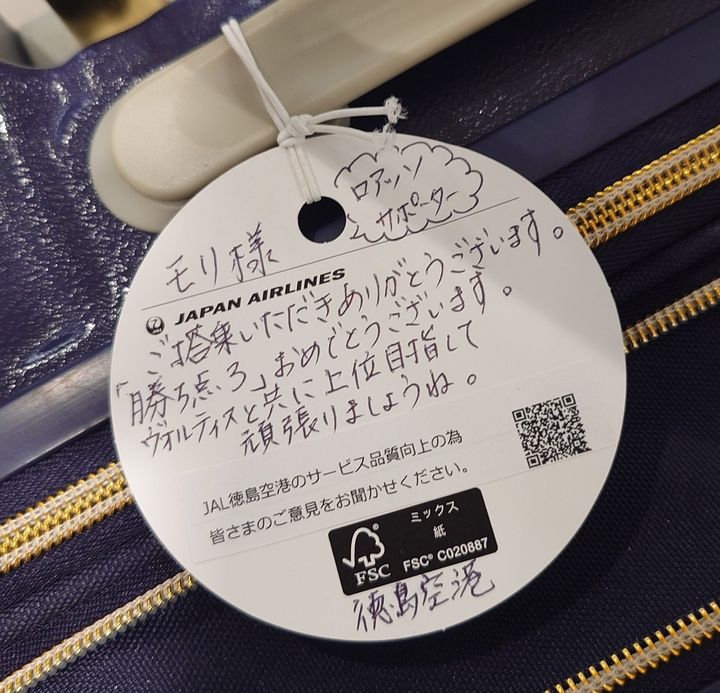 ロアッソ
サポーター
モリ様
JAPAN AIRLINES
ご搭乗いただきありがとうございます。
「勝ち点3」おめでとうございます。
ヴォルティスと共に上位目指して
頑張りましょうね。
JAL徳島空港のサービス品質向上の為
皆さまのご意見をお聞かせください。
ミックス
紙
FSC
FSC® C020887
徳島空港